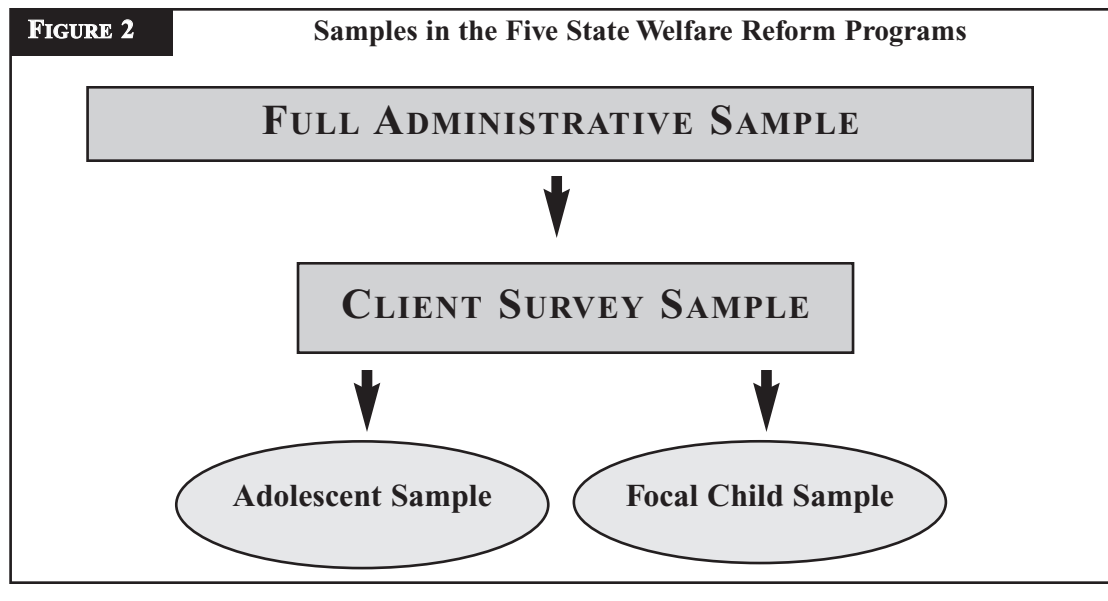 FIGURE 2
Samples in the Five State Welfare Reform Programs
FULL ADMINISTRATIVE SAMPLE
CLIENT SURVEY SAMPLE
Adolescent Sample
Focal Child Sample